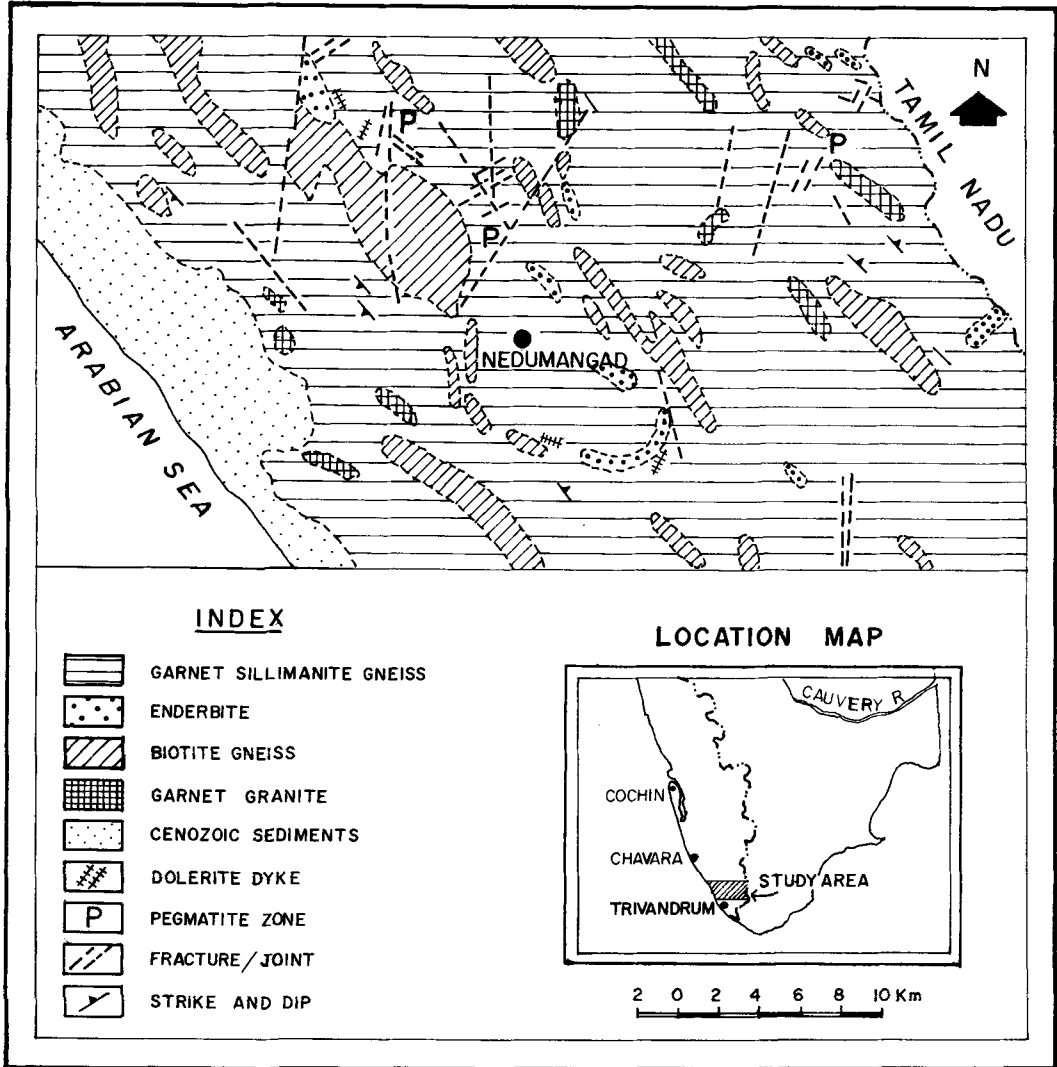 N
TAMIL
NADU
P
P
P
NEDUMANGAD
ARABIAN SEA
INDEX
GARNET SILLIMANITE GNEISS
ENDERBITE
BIOTITE GNEISS
GARNET GRANITE
CENOZOIC SEDIMENTS
DOLERITE DYKE
P PEGMATITE ZONE
FRACTURE/JOINT
STRIKE AND DIP
LOCATION MAP
CAUVERY R.
COCHIN
CHAVARA
STUDY AREA
TRIVANDRUM
2 0 2 4 6 8 10 Km